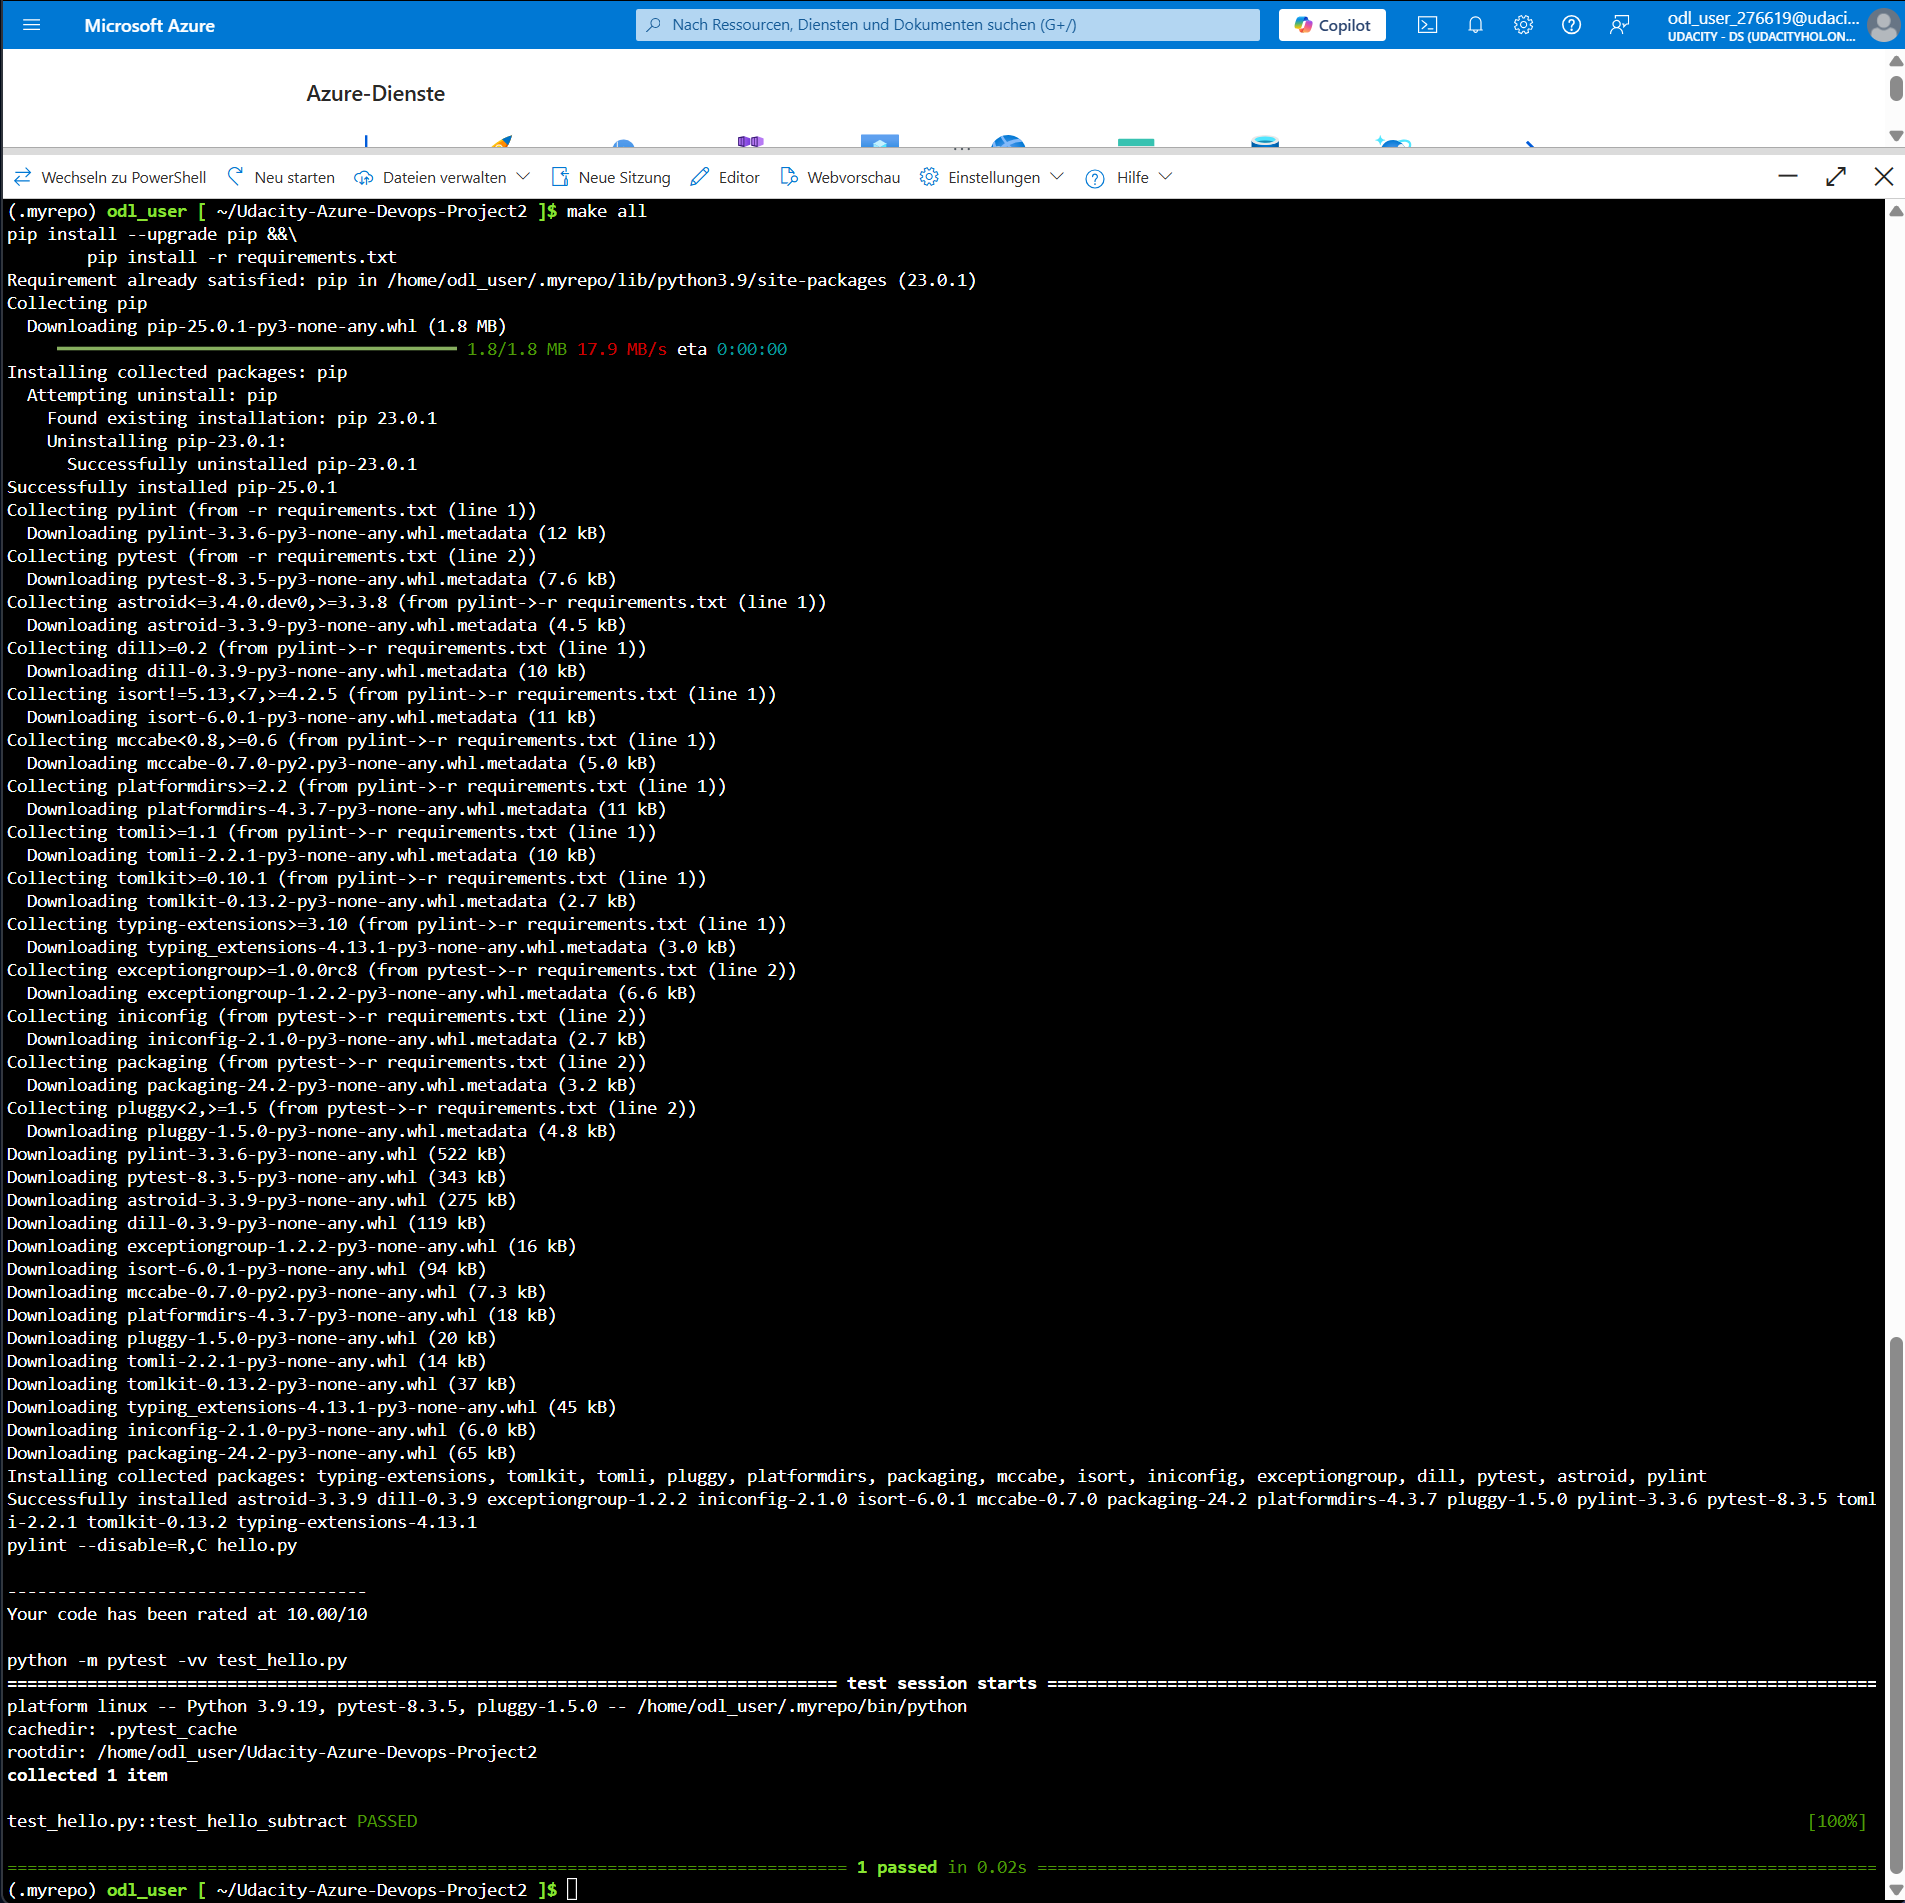 Microsoft Azure
Nach Ressourcen, Diensten und Dokumenten suchen (G+/)
Copilot
odl_user_276619@udaci...
UDACITY - DS (UDACITYHOL.ON...
Azure-Dienste
Wechseln zu PowerShell Neu starten Dateien verwalten Neue Sitzung Editor Webvorschau Einstellungen Hilfe
(.myrepo) odl_user [ ~/Udacity-Azure-Devops-Project2 ]$ make all
pip install --upgrade pip &&\
        pip install -r requirements.txt
Requirement already satisfied: pip in /home/odl_user/.myrepo/lib/python3.9/site-packages (23.0.1)
Collecting pip
  Downloading pip-25.0.1-py3-none-any.whl (1.8 MB)
1.8/1.8 MB 17.9 MB/s eta 0:00:00
Installing collected packages: pip
  Attempting uninstall: pip
    Found existing installation: pip 23.0.1
    Uninstalling pip-23.0.1:
      Successfully uninstalled pip-23.0.1
Successfully installed pip-25.0.1
Collecting pylint (from -r requirements.txt (line 1))
  Downloading pylint-3.3.6-py3-none-any.whl.metadata (12 kB)
Collecting pytest (from -r requirements.txt (line 2))
  Downloading pytest-8.3.5-py3-none-any.whl.metadata (7.6 kB)
Collecting astroid<=3.4.0.dev0,>=3.3.8 (from pylint->-r requirements.txt (line 1))
  Downloading astroid-3.3.9-py3-none-any.whl.metadata (4.5 kB)
Collecting dill>=0.2 (from pylint->-r requirements.txt (line 1))
  Downloading dill-0.3.9-py3-none-any.whl.metadata (10 kB)
Collecting isort!=5.13,<7,>=4.2.5 (from pylint->-r requirements.txt (line 1))
  Downloading isort-6.0.1-py3-none-any.whl.metadata (11 kB)
Collecting mccabe<0.8,>=0.6 (from pylint->-r requirements.txt (line 1))
  Downloading mccabe-0.7.0-py2.py3-none-any.whl.metadata (5.0 kB)
Collecting platformdirs>=2.2 (from pylint->-r requirements.txt (line 1))
  Downloading platformdirs-4.3.7-py3-none-any.whl.metadata (11 kB)
Collecting tomli>=1.1 (from pylint->-r requirements.txt (line 1))
  Downloading tomli-2.2.1-py3-none-any.whl.metadata (10 kB)
Collecting tomlkit>=0.10.1 (from pylint->-r requirements.txt (line 1))
  Downloading tomlkit-0.13.2-py3-none-any.whl.metadata (2.7 kB)
Collecting typing-extensions>=3.10 (from pylint->-r requirements.txt (line 1))
  Downloading typing_extensions-4.13.1-py3-none-any.whl.metadata (3.0 kB)
Collecting exceptiongroup>=1.0.0rc8 (from pytest->-r requirements.txt (line 2))
  Downloading exceptiongroup-1.2.2-py3-none-any.whl.metadata (6.6 kB)
Collecting iniconfig (from pytest->-r requirements.txt (line 2))
  Downloading iniconfig-2.1.0-py3-none-any.whl.metadata (2.7 kB)
Collecting packaging (from pytest->-r requirements.txt (line 2))
  Downloading packaging-24.2-py3-none-any.whl.metadata (3.2 kB)
Collecting pluggy<2,>=1.5 (from pytest->-r requirements.txt (line 2))
  Downloading pluggy-1.5.0-py3-none-any.whl.metadata (4.8 kB)
Downloading pylint-3.3.6-py3-none-any.whl (522 kB)
Downloading pytest-8.3.5-py3-none-any.whl (343 kB)
Downloading astroid-3.3.9-py3-none-any.whl (275 kB)
Downloading dill-0.3.9-py3-none-any.whl (119 kB)
Downloading exceptiongroup-1.2.2-py3-none-any.whl (16 kB)
Downloading isort-6.0.1-py3-none-any.whl (94 kB)
Downloading mccabe-0.7.0-py2.py3-none-any.whl (7.3 kB)
Downloading platformdirs-4.3.7-py3-none-any.whl (18 kB)
Downloading pluggy-1.5.0-py3-none-any.whl (20 kB)
Downloading tomli-2.2.1-py3-none-any.whl (14 kB)
Downloading tomlkit-0.13.2-py3-none-any.whl (37 kB)
Downloading typing_extensions-4.13.1-py3-none-any.whl (45 kB)
Downloading iniconfig-2.1.0-py3-none-any.whl (6.0 kB)
Downloading packaging-24.2-py3-none-any.whl (65 kB)
Installing collected packages: typing-extensions, tomlkit, tomli, pluggy, platformdirs, packaging, mccabe, isort, iniconfig, exceptiongroup, dill, pytest, astroid, pylint
Successfully installed astroid-3.3.9 dill-0.3.9 exceptiongroup-1.2.2 iniconfig-2.1.0 isort-6.0.1 mccabe-0.7.0 packaging-24.2 platformdirs-4.3.7 pluggy-1.5.0 pylint-3.3.6 pytest-8.3.5 toml
i-2.2.1 tomlkit-0.13.2 typing-extensions-4.13.1
pylint --disable=R,C hello.py
------------------------------------
Your code has been rated at 10.00/10
python -m pytest -vv test_hello.py
=================================================================================== test session starts ===================================================================================
platform linux -- Python 3.9.19, pytest-8.3.5, pluggy-1.5.0 -- /home/odl_user/.myrepo/bin/python
cachedir: .pytest_cache
rootdir: /home/odl_user/Udacity-Azure-Devops-Project2
collected 1 item
test_hello.py::test_hello_subtract PASSED [100%]
==================================================================================== 1 passed in 0.02s ====================================================================================
(.myrepo) odl_user [ ~/Udacity-Azure-Devops-Project2 ]$